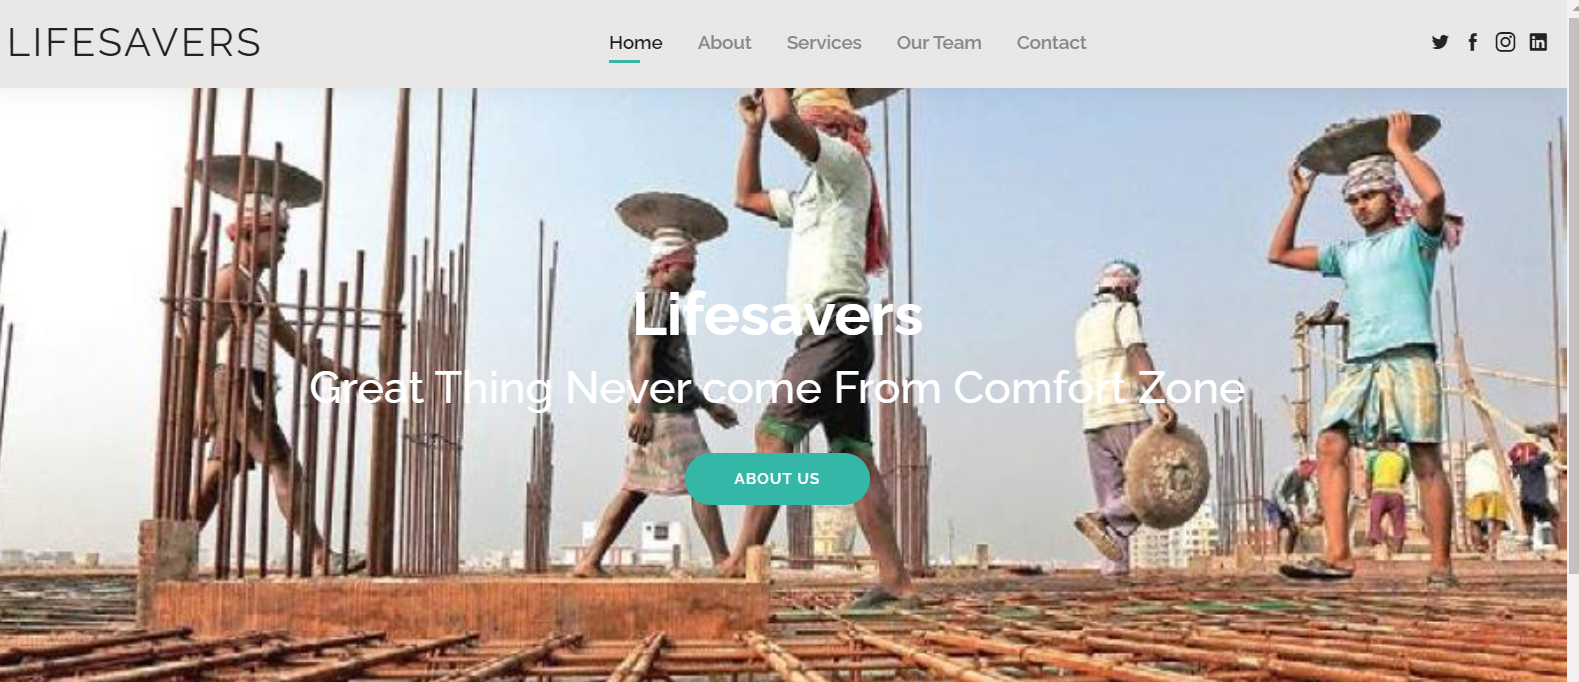 LIFESAVERS
Home About Services Our Team Contact
Lifesavers
Great Thing Never come From Comfort Zone
ABOUT US